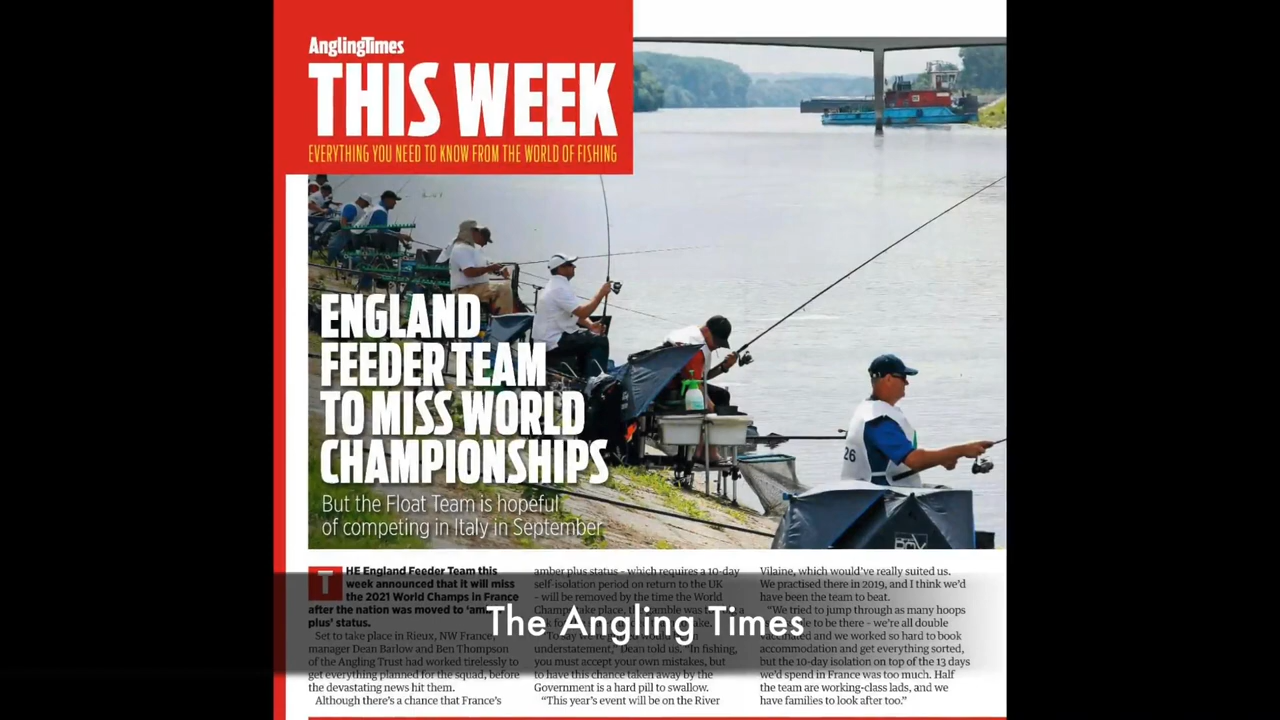 AnglingTimes
THIS WEEK
EVERYTHING YOU NEED TO KNOW FROM THE WORLD OF FISHING
ENGLAND
FEEDER TEAM
TO MISS WORLD
CHAMPIONSHIPS
But the Float Team is hopeful
of competing in Italy in September
26
THE England Feeder Team this
week announced that it will miss
the 2021 World Champs in France
after the nation was moved to ‘amber
plus’ status.
Set to take place in Rieux, NW France,
manager Dean Barlow and Ben Thompson
of the Angling Trust had worked tirelessly to
get everything planned for the squad, before
the devastating news hit them.
Although there’s a chance that France’s
amber plus status – which requires a 10-day
self-isolation period on return to the UK
– will be removed by the time the World
Champs take place, the gamble was
understatement,” Dean told us. “In fishing,
you must accept your own mistakes, but
to have this chance taken away by the
Government is a hard pill to swallow.
“This year’s event will be on the River
Vilaine, which would’ve really suited us.
We practised there in 2019, and I think we’d
have been the team to beat.
“We tried to jump through as many hoops
to be there – we’re all double
vaccinated and we worked so hard to book
accommodation and get everything sorted,
but the 10-day isolation on top of the 13 days
we’d spend in France was too much. Half
the team are working-class lads, and we
have families to look after too.”
The Angling Times